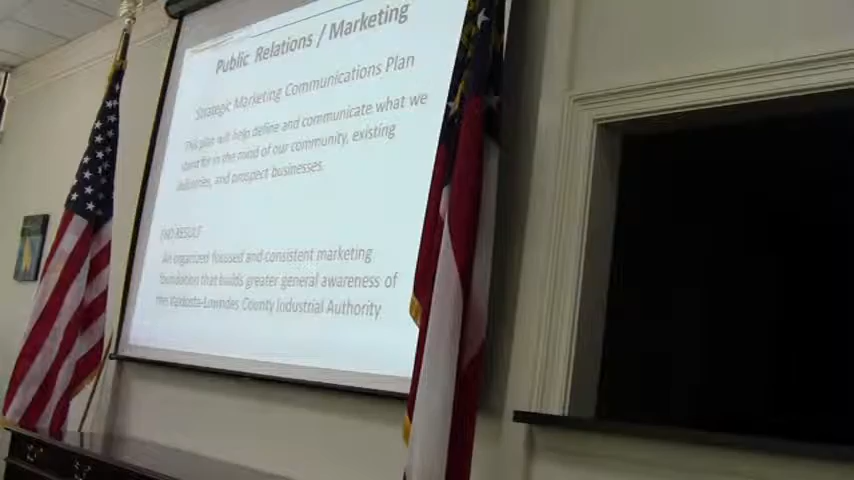 Public Relations / Marketing
Strategic Marketing Communications Plan
This plan will help define and communicate what we
stand for in the mind of our community, existing
industries, and prospect businesses.
END RESULT
An organized focused and consistent marketing
foundation that builds greater general awareness of
the Valdosta-Lowndes County Industrial Authority